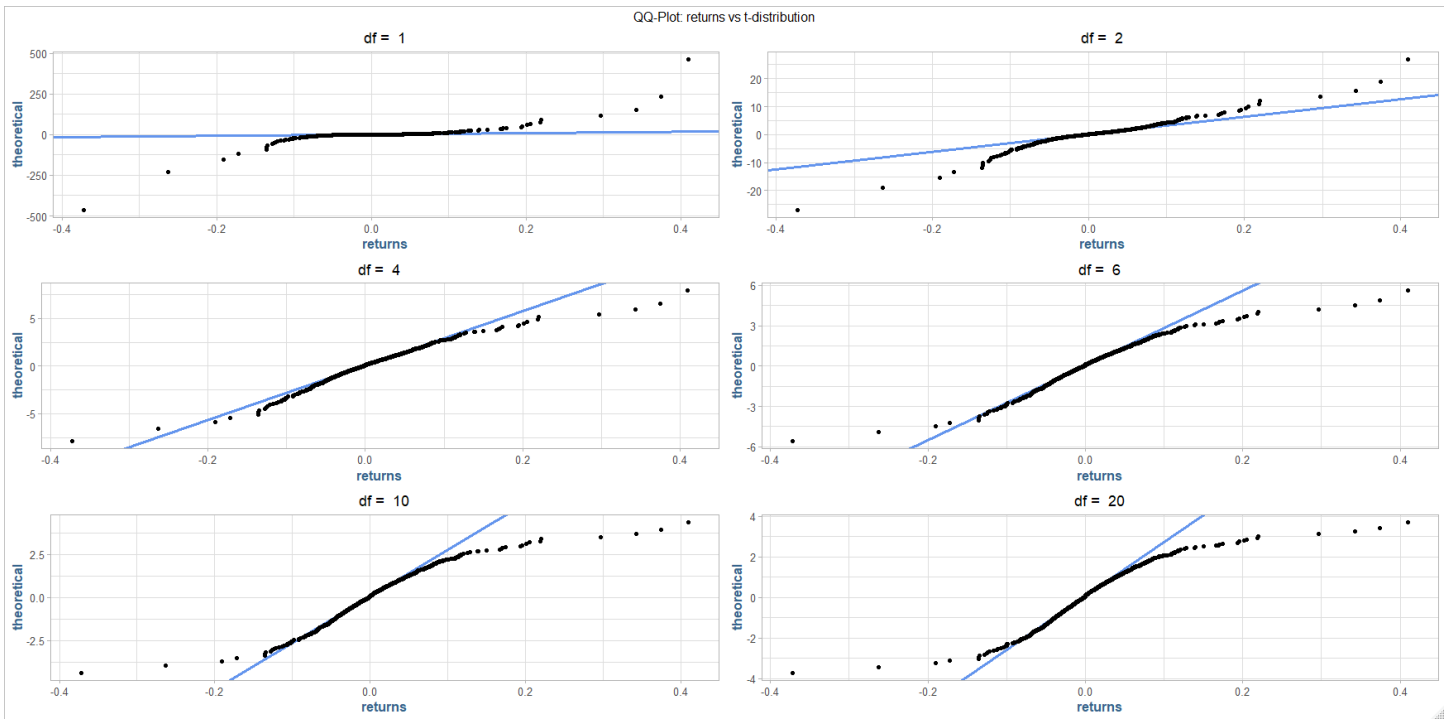 QQ-Plot: returns vs t-distribution
df = 1
500
250
0
-250
-500
theoretical
-0.4 -0.2 0.0 0.2 0.4
returns
df = 2
20
10
0
-10
-20
theoretical
-0.4 -0.2 0.0 0.2 0.4
returns
df = 4
5
0
-5
theoretical
-0.4 -0.2 0.0 0.2 0.4
returns
df = 6
6
3
0
-3
-6
theoretical
-0.4 -0.2 0.0 0.2 0.4
returns
df = 10
2.5
0.0
-2.5
theoretical
-0.4 -0.2 0.0 0.2 0.4
returns
df = 20
4
2
0
-2
-4
theoretical
-0.4 -0.2 0.0 0.2 0.4
returns